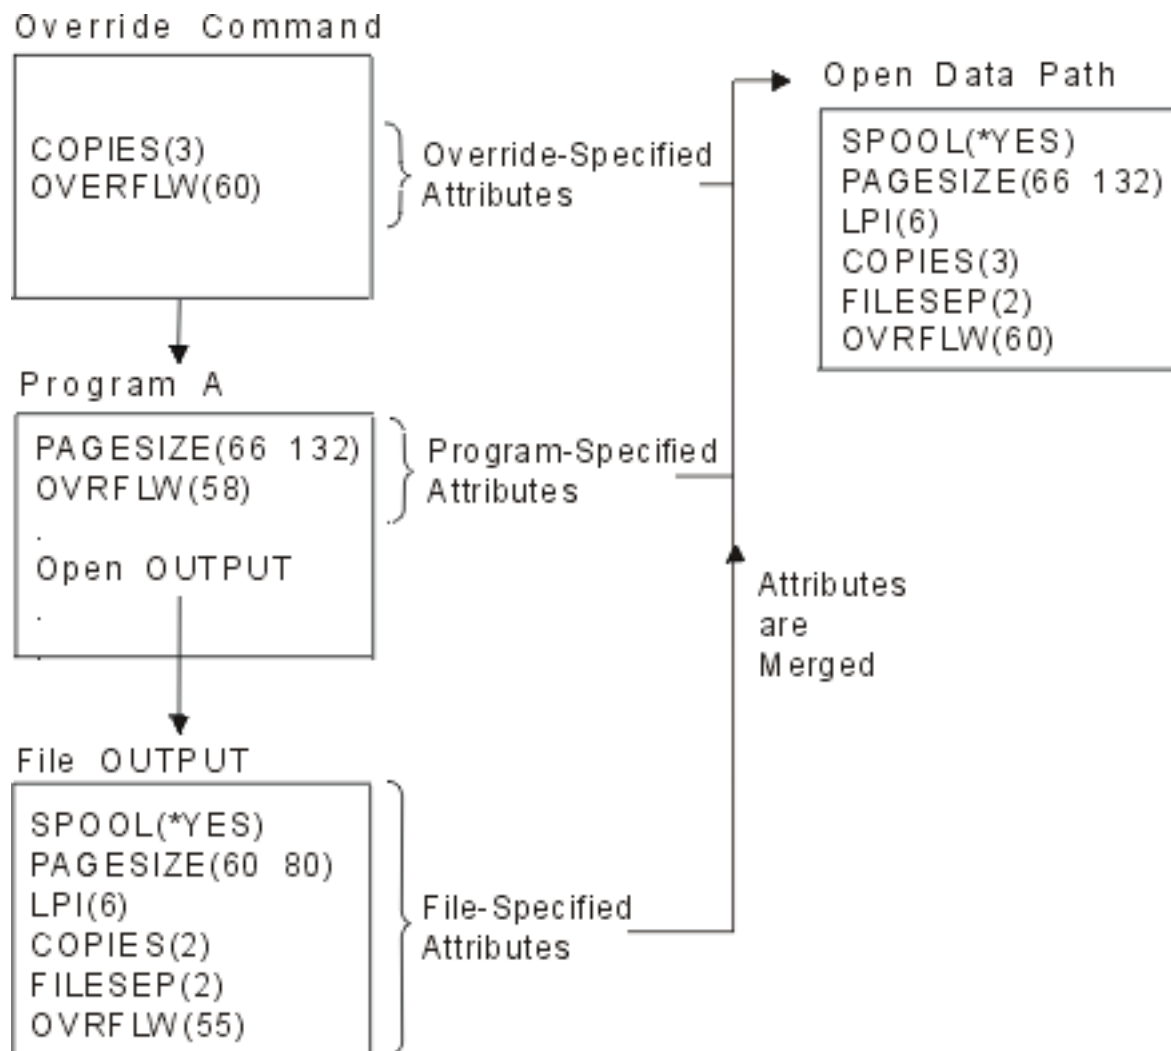 Override Command
COPIES(3)
OVERFLW(60)
Override-Specified
Attributes
Program A
PAGESIZE(66 132)
OVRFLW(58)
.
Open OUTPUT
.
.
Program-Specified
Attributes
File OUTPUT
SPOOL(*YES)
PAGESIZE(60 80)
LPI(6)
COPIES(2)
FILESEP(2)
OVRFLW(55)
File-Specified
Attributes
Attributes
are
Merged
Open Data Path
SPOOL(*YES)
PAGESIZE(66 132)
LPI(6)
COPIES(3)
FILESEP(2)
OVRFLW(60)